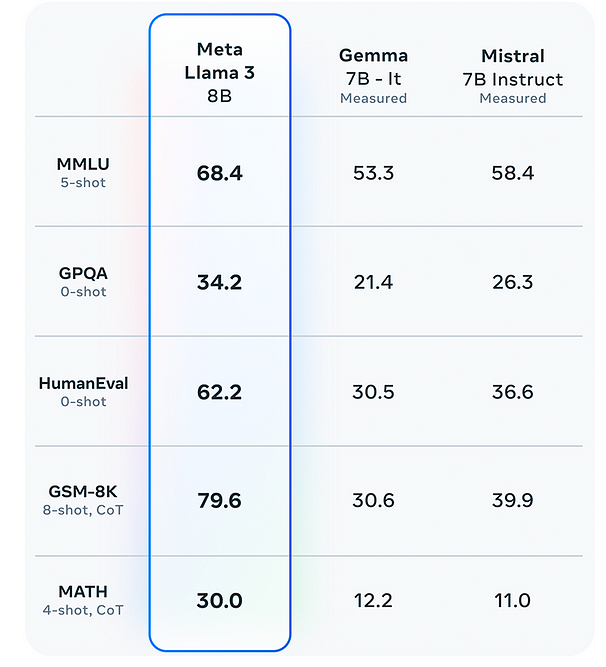 Meta
Llama 3
8B
Gemma
7B - It
Measured
Mistral
7B Instruct
Measured
MMLU
5-shot
68.4
53.3
58.4
GPQA
0-shot
34.2
21.4
26.3
HumanEval
0-shot
62.2
30.5
36.6
GSM-8K
8-shot, CoT
79.6
30.6
39.9
MATH
4-shot, CoT
30.0
12.2
11.0